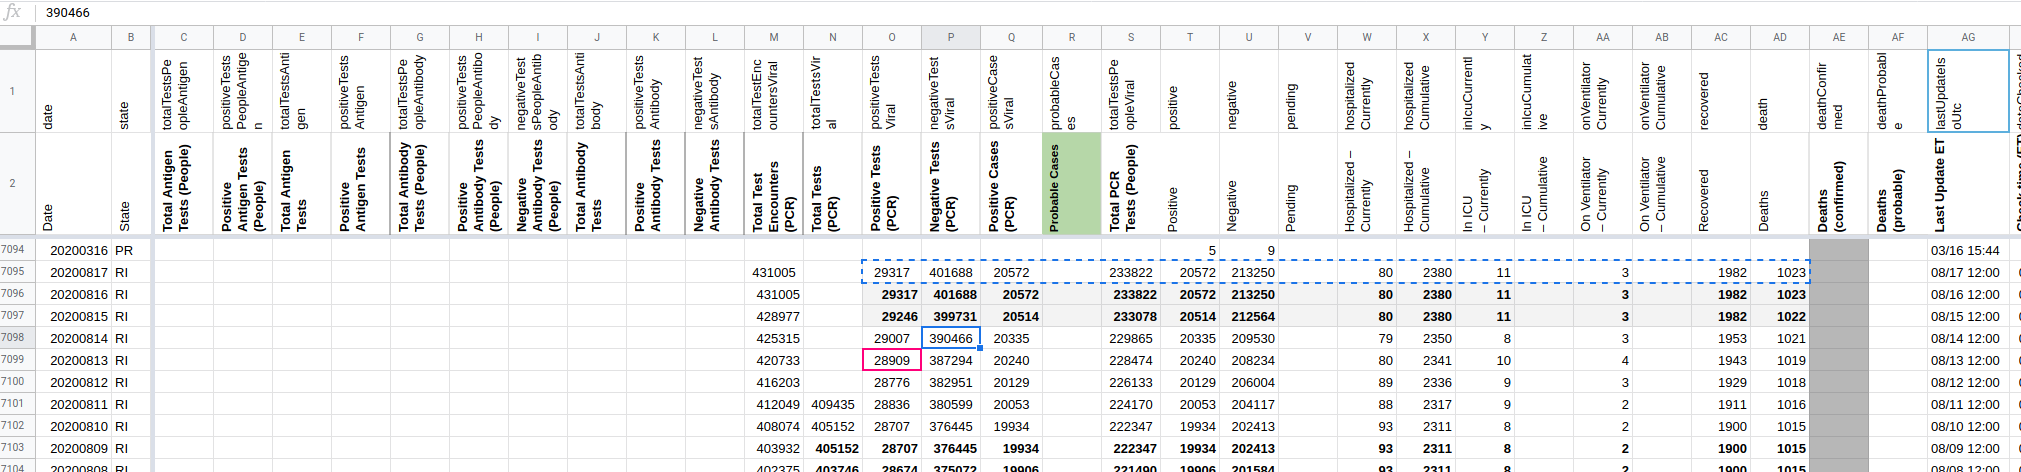 fx 390466
A B C D E F G H I J K L M N O P Q R S T U V W X Y Z AA AB AC AD AE AF AG
1 date state totalTestsPeopleAntigen positiveTestsPeopleAntigen totalTestsAntigen positiveTestsAntigen totalTestsPeopleAntibody positiveTestsPeopleAntibody negativeTestsPeopleAntibody totalTestsAntibody positiveTestsAntibody negativeTestsAntibody totalTestEncountersViral totalTestsViral positiveTestsViral negativeTestsViral positiveCasesViral probableCases totalTestsPeopleViral positive negative pending hospitalizedCurrently hospitalizedCumulative inIcuCurrently inIcuCumulative onVentilatorCurrently onVentilatorCumulative recovered death deathConfirmed deathProbable lastUpdateIsoUtc
2 Date State Total Antigen Tests (People) Positive Antigen Tests (People) Total Antigen Tests Positive Antigen Tests Total Antibody Tests (People) Positive Antibody Tests (People) Negative Antibody Tests (People) Total Antibody Tests Positive Antibody Tests Negative Antibody Tests Total Test Encounters (PCR) Total Tests (PCR) Positive Tests (PCR) Negative Tests (PCR) Positive Cases (PCR) Probable Cases Total PCR Tests (People) Positive Negative Pending Hospitalized – Currently Hospitalized – Cumulative In ICU – Currently In ICU – Cumulative On Ventilator – Currently On Ventilator – Cumulative Recovered Deaths Deaths (confirmed) Deaths (probable) Last Update ET
7094 20200316 PR 5 9 03/16 15:44
7095 20200817 RI 431005 29317 401688 20572 233822 20572 213250 80 2380 11 3 1982 1023 08/17 12:00
7096 20200816 RI 431005 29317 401688 20572 233822 20572 213250 80 2380 11 3 1982 1023 08/16 12:00
7097 20200815 RI 428977 29246 399731 20514 233078 20514 212564 80 2380 11 3 1982 1022 08/15 12:00
7098 20200814 RI 425315 29007 390466 20335 229865 20335 209530 79 2350 8 3 1953 1021 08/14 12:00
7099 20200813 RI 420733 28909 387294 20240 228474 20240 208234 80 2341 10 4 1943 1019 08/13 12:00
7100 20200812 RI 416203 28776 382951 20129 226133 20129 206004 89 2336 9 3 1929 1018 08/12 12:00
7101 20200811 RI 412049 409435 28836 380599 20053 224170 20053 204117 88 2317 9 2 1911 1016 08/11 12:00
7102 20200810 RI 408074 405152 28707 376445 19934 222347 19934 202413 93 2311 8 2 1900 1015 08/10 12:00
7103 20200809 RI 403932 405152 28707 376445 19934 222347 19934 202413 93 2311 8 2 1900 1015 08/09 12:00
7104 20200808 RI 402375 403746 28674 375072 19906 221490 19906 201584 93 2311 8 2 1900 1015 08/08 12:00